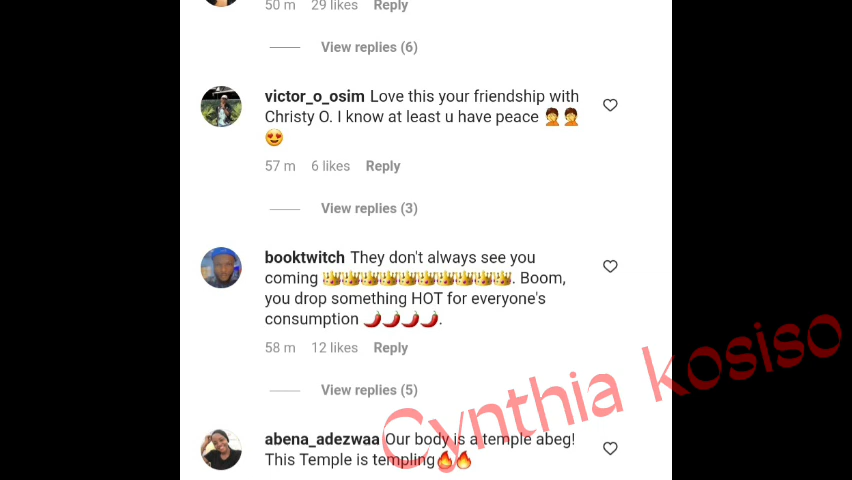 50 m 29 likes Reply
View replies (6)
victor_o_osim Love this your friendship with
Christy O. I know at least u have peace 🤦🤦
😍
57 m 6 likes Reply
View replies (3)
booktwitch They don't always see you
coming 👑👑👑👑👑👑👑👑👑👑. Boom,
you drop something HOT for everyone's
consumption 🌶️🌶️🌶️🌶️.
58 m 12 likes Reply
View replies (5)
abena_adezwaa Our body is a temple abeg!
This Temple is templing🔥🔥
Cynthia kosiso